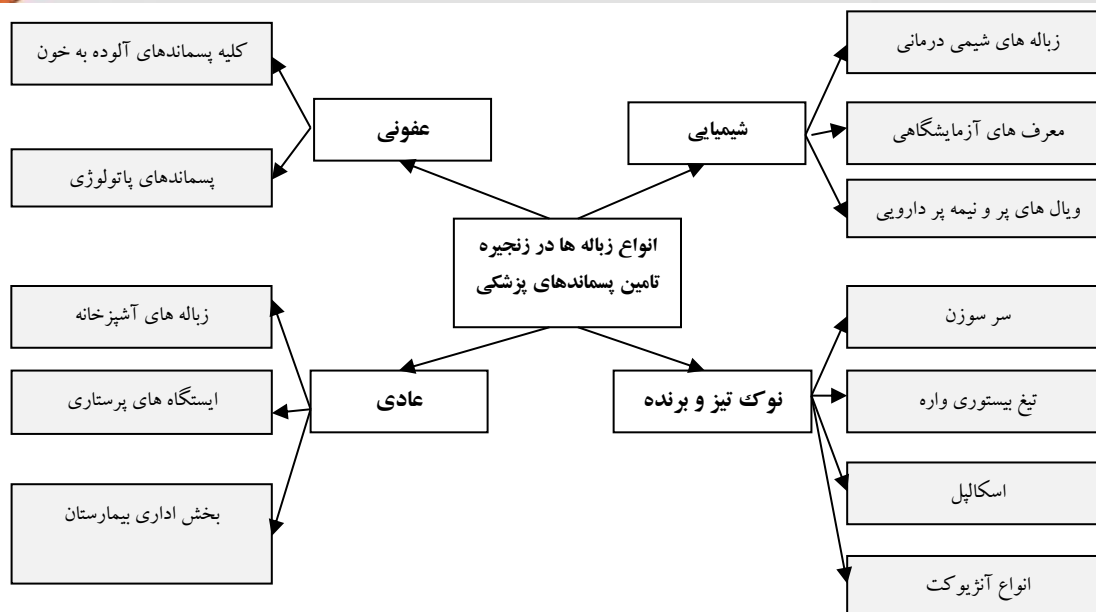 زباله های شیمی درمانی
کلیه پسماندهای آلوده به خون
شیمیایی
عفونی
معرف های آزمایشگاهی
پسماندهای پاتولوژی
ویال های پر و نیمه پر دارویی
انواع زباله ها در زنجیره
تامین پسماندهای پزشکی
سر سوزن
زباله های آشپزخانه
نوک تیز و برنده
عادی
تیغ بیستوری واره
ایستگاه های پرستاری
اسکالپل
بخش اداری بیمارستان
انواع آنژیوکت